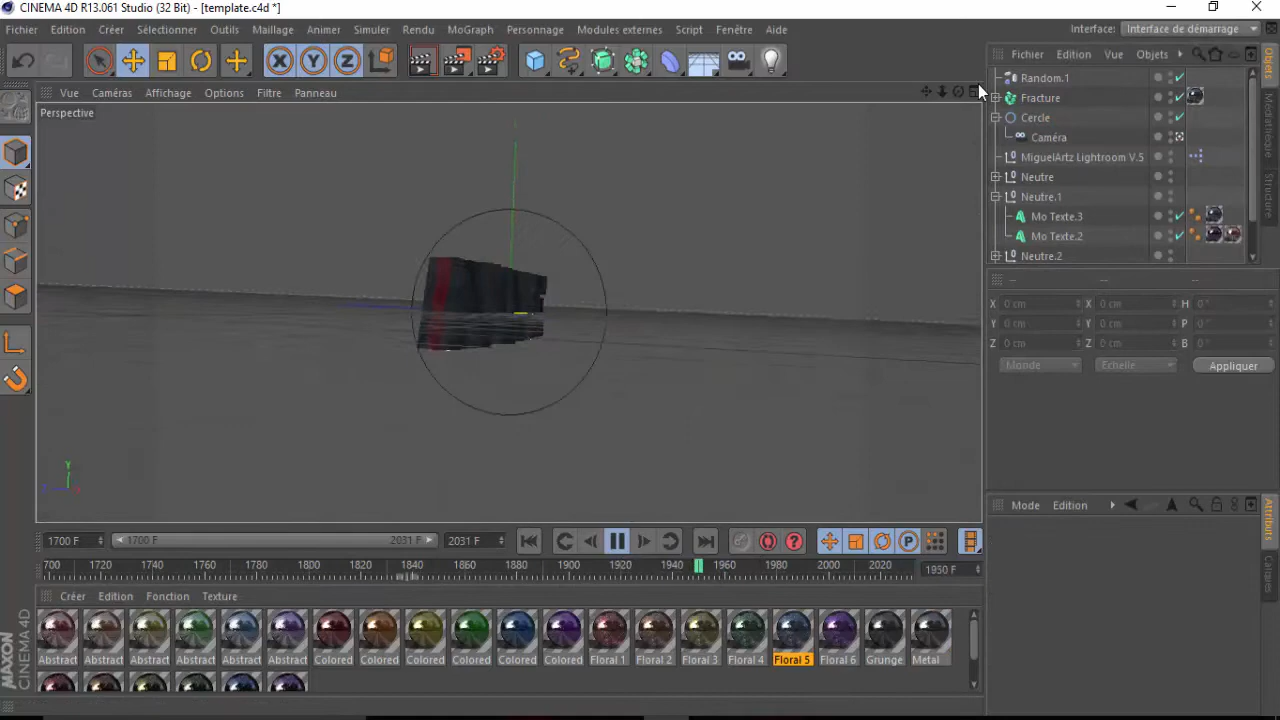 CINEMA 4D R13.061 Studio (32 Bit) - [template.c4d *]
Fichier Edition Créer Sélectionner Outils Maillage Animer Simuler Rendu MoGraph Personnage Modules externes Script Fenêtre Aide Interface: Interface de démarrage
Fichier Edition Vue Objets
Vue Caméras Affichage Options Filtre Panneau
Perspective
Random.1
Fracture
Cercle
Caméra
MiguelArtz Lightroom V.5
Neutre
Neutre.1
Mo Texte.3
Mo Texte.2
Neutre.2
Objets
Médiathèque
Structure
X 0 cm X 0 cm H 0 °
Y 0 cm Y 0 cm P 0 °
Z 0 cm Z 0 cm B 0 °
Monde Echelle Appliquer
Y
Mode Edition
Attributs
Calques
1700 F 1700 F 2031 F 2031 F
700 1720 1740 1760 1780 1800 1820 1840 1860 1880 1900 1920 1940 1960 1980 2000 2020 1950 F
Créer Edition Fonction Texture
Abstract Abstract Abstract Abstract Abstract Abstract Colored Colored Colored Colored Colored Colored Floral 1 Floral 2 Floral 3 Floral 4 Floral 5 Floral 6 Grunge Metal
MAXON
CINEMA 4D